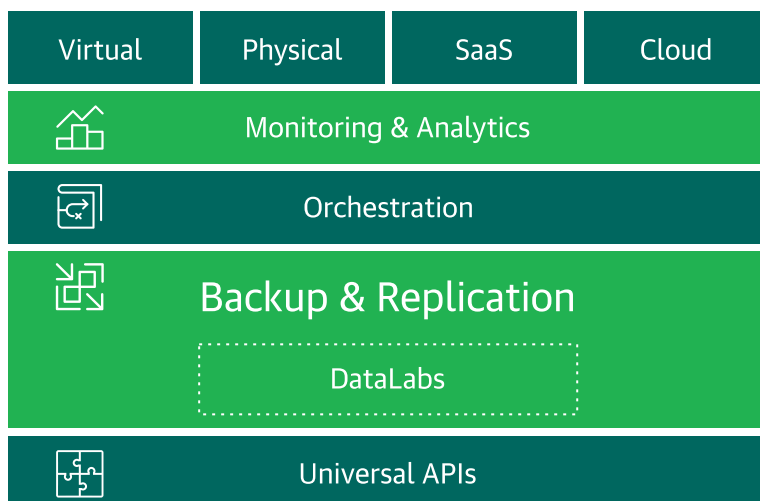 Virtual
Physical
SaaS
Cloud
Monitoring & Analytics
Orchestration
Backup & Replication
DataLabs
Universal APIs